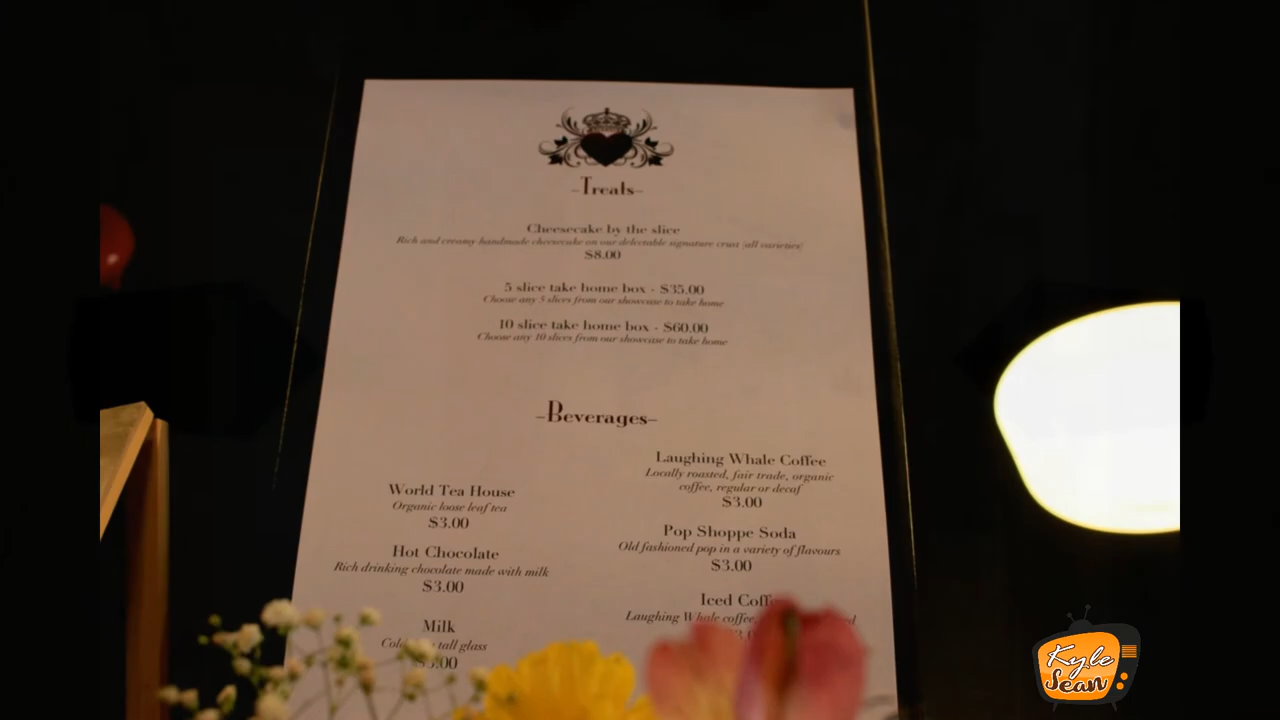 -Treats-
Cheesecake by the slice
Rich and creamy handmade cheesecake on our delectable signature crust (all varieties)
$8.00
5 slice take home box - $35.00
Choose any 5 slices from our showcase to take home
10 slice take home box - $60.00
Choose any 10 slices from our showcase to take home
-Beverages-
World Tea House
Organic loose leaf tea
$3.00
Hot Chocolate
Rich drinking chocolate made with milk
$3.00
Milk
Cold tall glass
$3.00
Laughing Whale Coffee
Locally roasted, fair trade, organic
coffee, regular or decaf
$3.00
Pop Shoppe Soda
Old fashioned pop in a variety of flavours
$3.00
Iced
Laughing Whale coffee,
Kyle
Sean